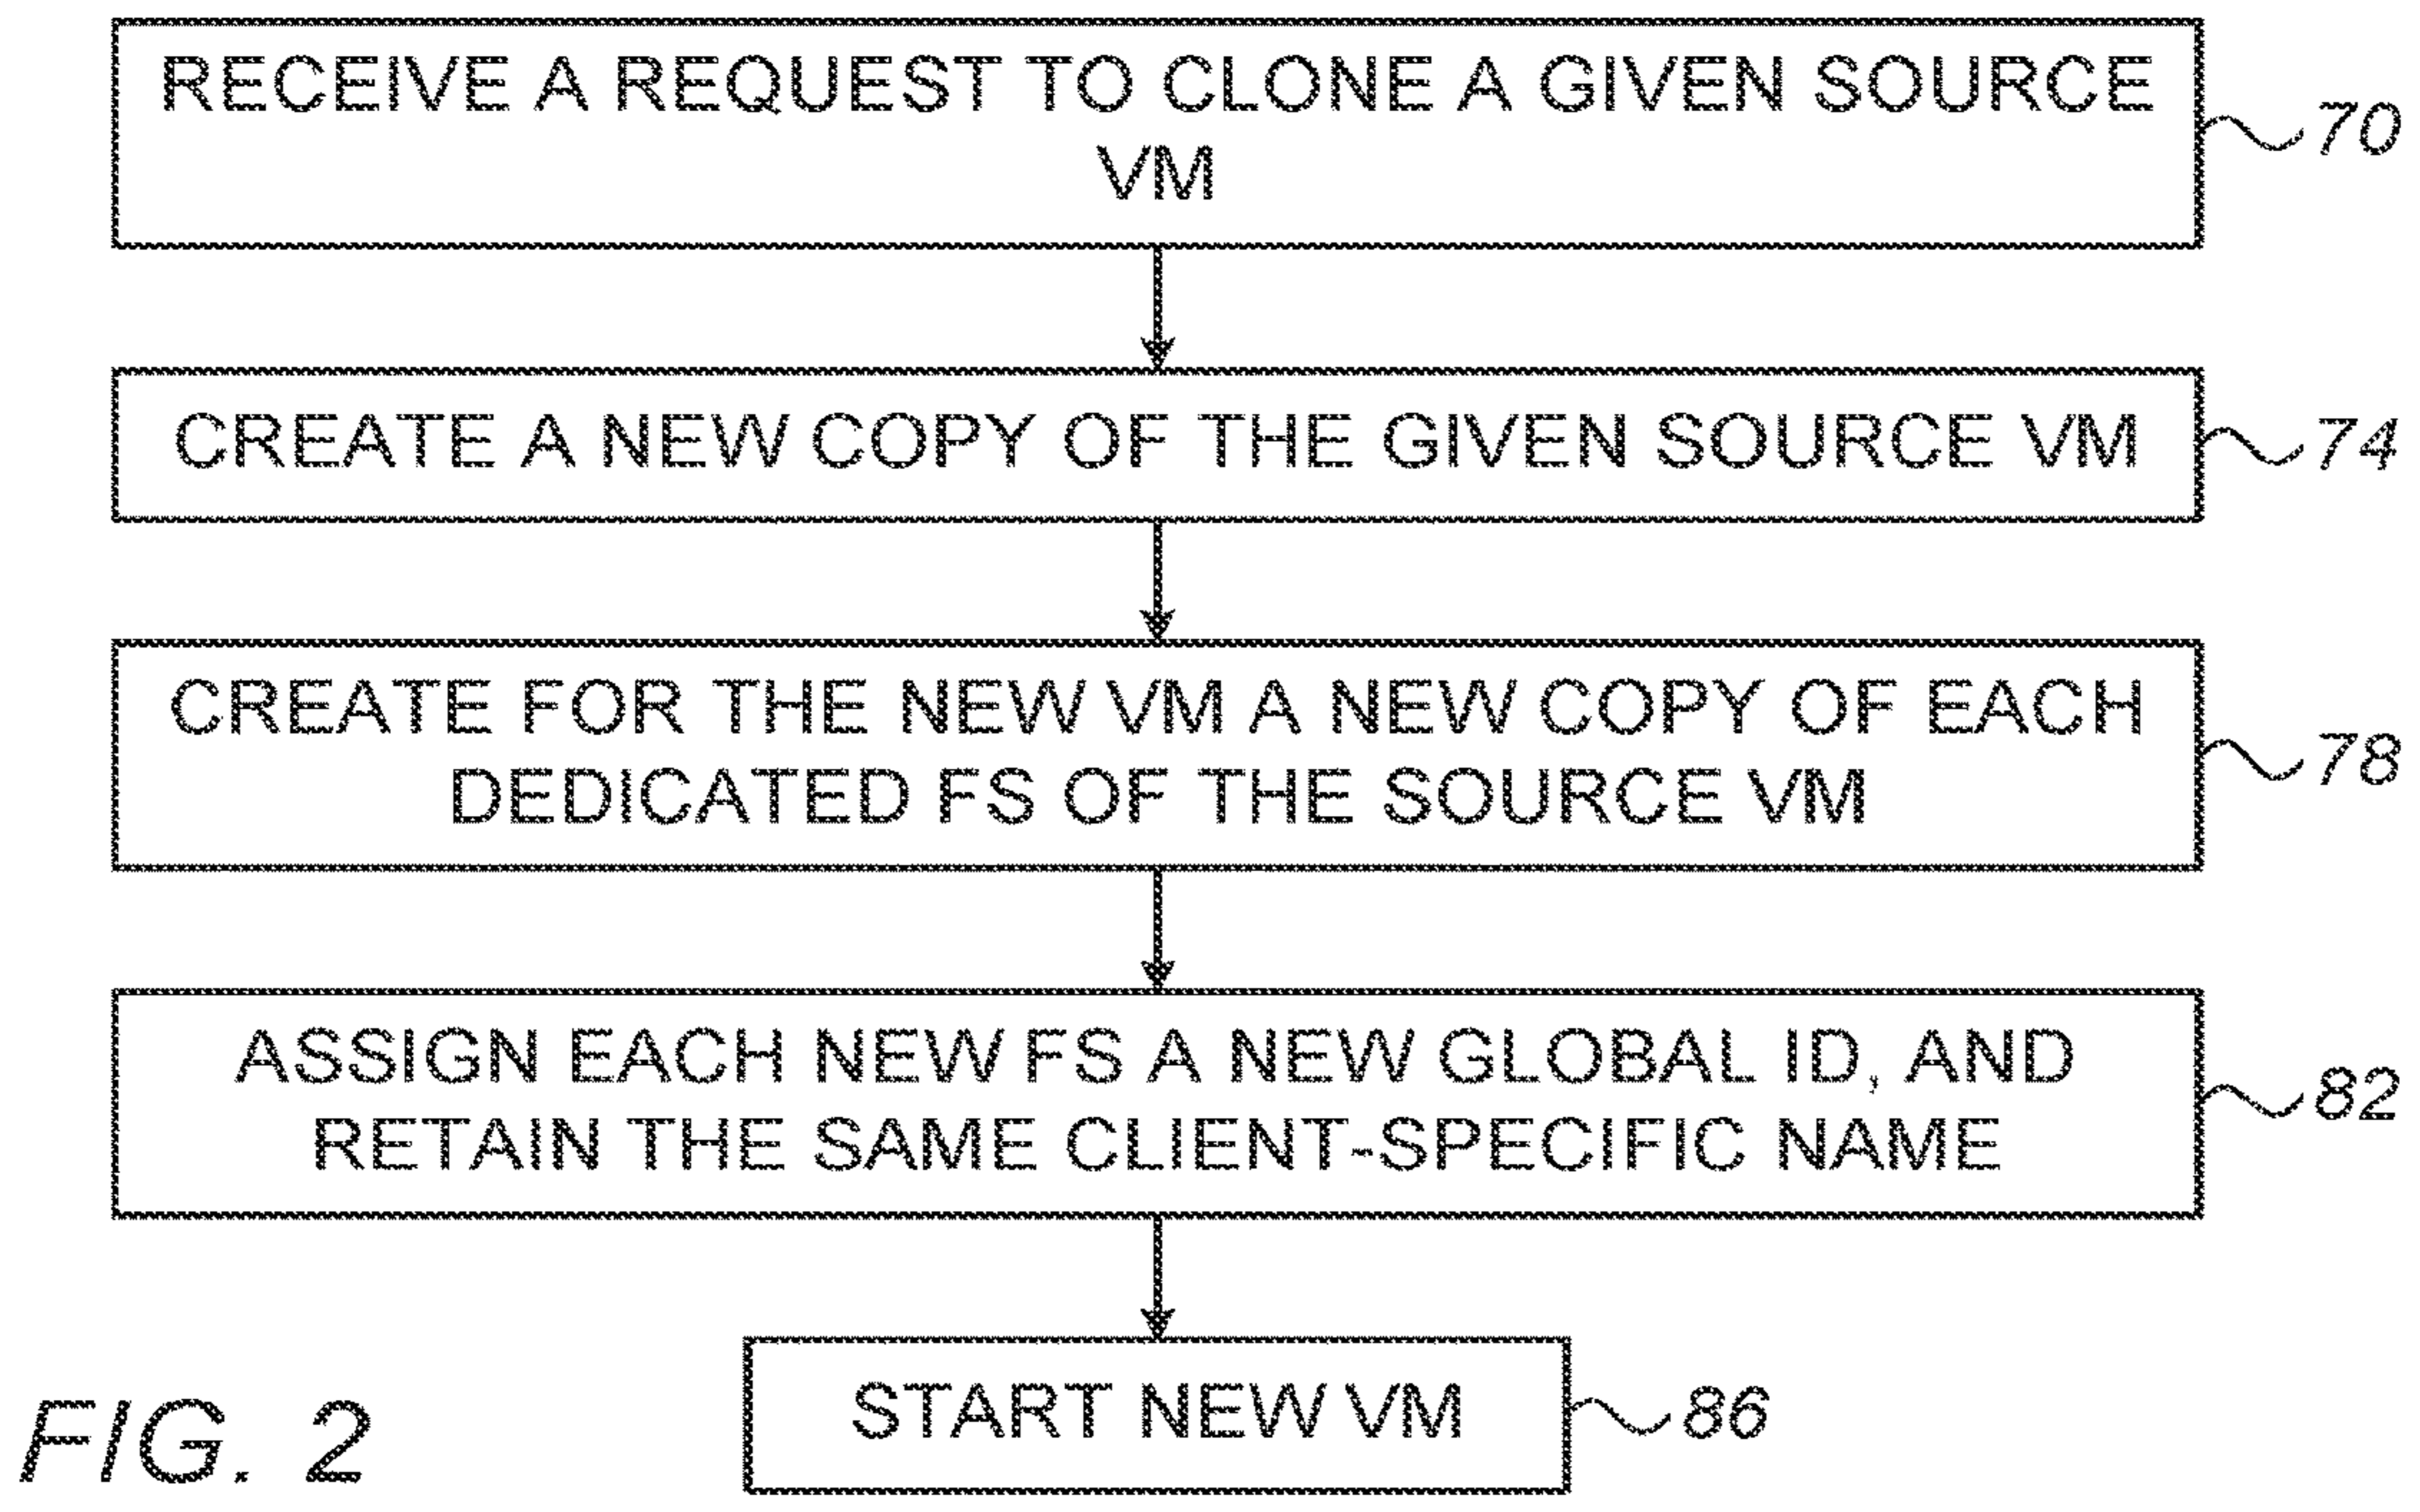 RECEIVE A REQUEST TO CLONE A GIVEN SOURCE
VM
70
CREATE A NEW COPY OF THE GIVEN SOURCE VM
74
CREATE FOR THE NEW VM A NEW COPY OF EACH
DEDICATED FS OF THE SOURCE VM
78
ASSIGN EACH NEW FS A NEW GLOBAL ID, AND
RETAIN THE SAME CLIENT-SPECIFIC NAME
82
START NEW VM
86
FIG. 2